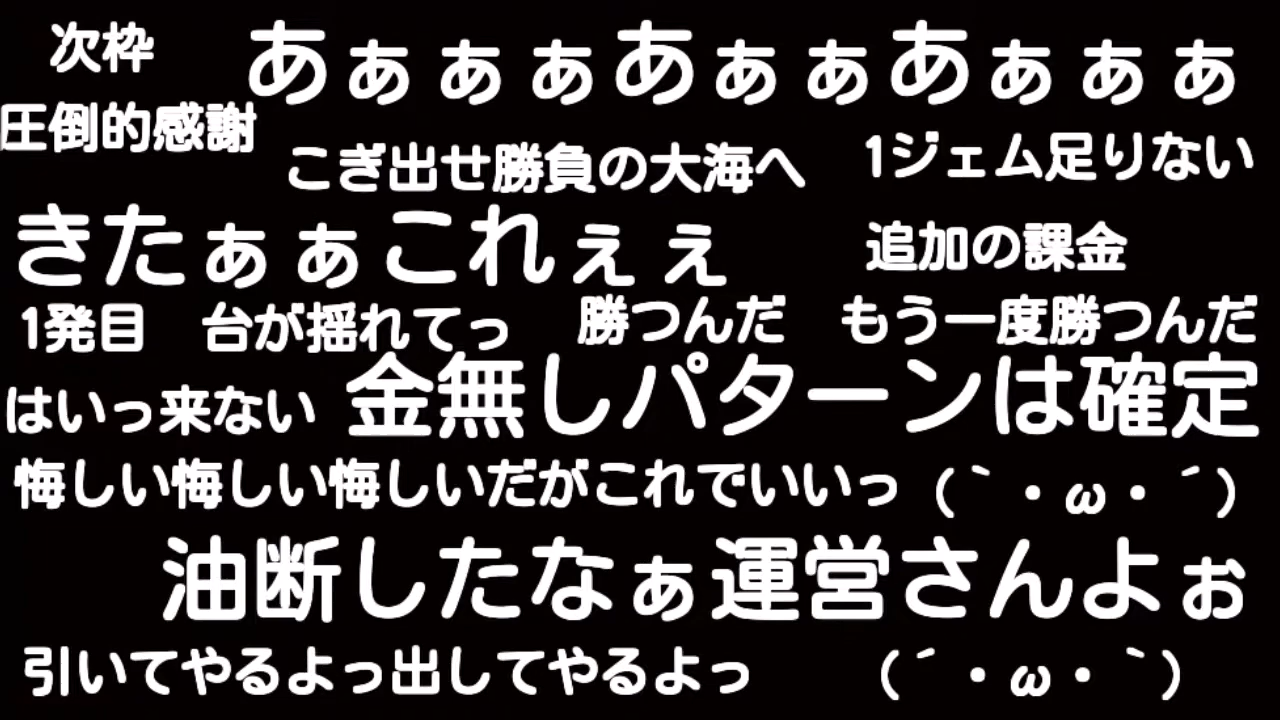 次枠 あぁぁぁあぁぁあぁぁぁ
圧倒的感謝
こぎ出せ勝負の大海へ 1ジェム足りない
きたぁぁこれぇぇ 追加の課金
1発目 台が揺れてっ 勝つんだ もう一度勝つんだ
はいっ来ない 金無しパターンは確定
悔しい悔しい悔しいだがこれでいいっ (｀・ω・´)
油断したなぁ運営さんよぉ
引いてやるよっ出してやるよっ (´・ω・｀)